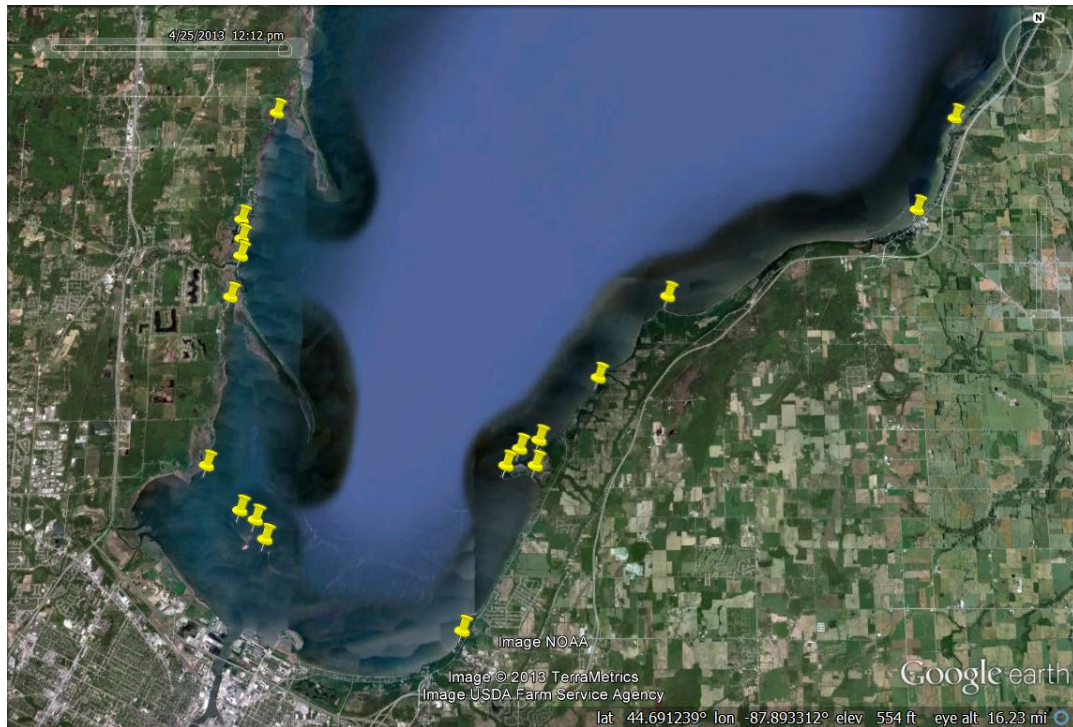 4/25/2013 12:12 pm
N
Image NOAA
Image © 2013 TerraMetrics
Image USDA Farm Service Agency
Google earth
lat 44.691239° lon -87.893312° elev 554 ft eye alt 16.23 mi